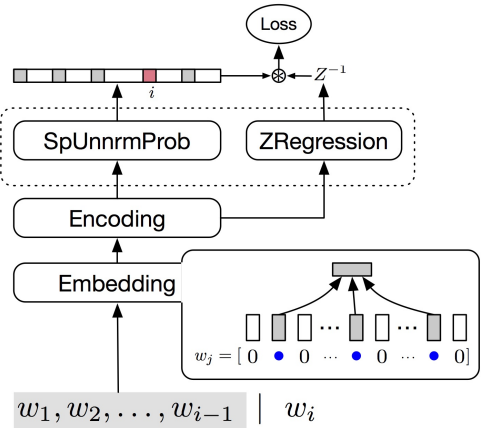 Loss
Z⁻¹
i
SpUnnrmProb
ZRegression
Encoding
Embedding
w_j = [ 0 • 0 ... • 0 ... • 0]
w_1, w_2, . . . , w_{i−1} | w_i